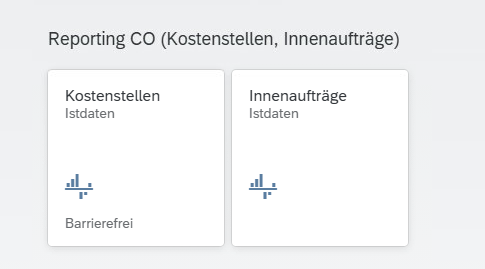 Reporting CO (Kostenstellen, Innenaufträge)
Kostenstellen
Istdaten
Barrierefrei
Innenaufträge
Istdaten